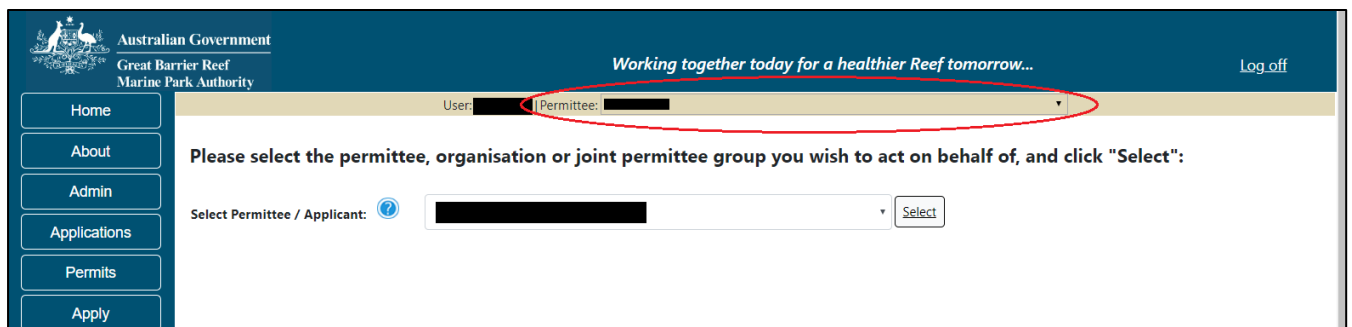 Australian Government
Great Barrier Reef
Marine Park Authority
Working together today for a healthier Reef tomorrow...
Log off
User: | Permittee:
Home
About
Admin
Applications
Permits
Apply
Please select the permittee, organisation or joint permittee group you wish to act on behalf of, and click "Select":
Select Permittee / Applicant: ? Select